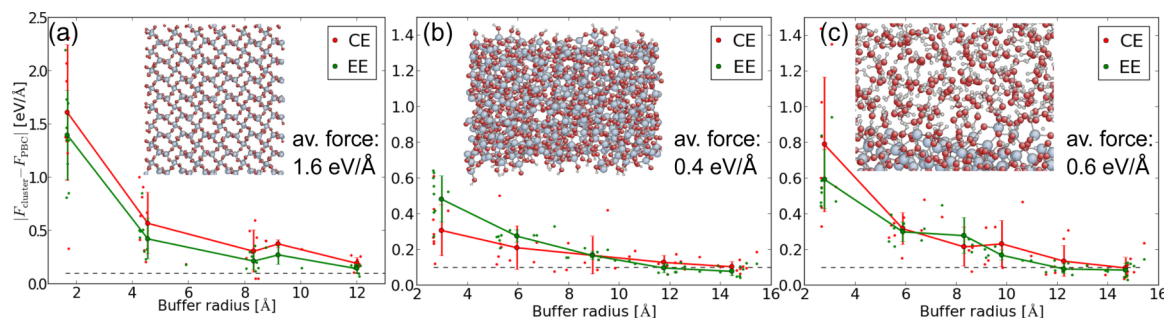 (a)
CE
EE
av. force:
1.6 eV/Å
|F_cluster − F_PBC| [eV/Å]
2.5
2.0
1.5
1.0
0.5
0.0
2 4 6 8 10 12
Buffer radius [Å]
(b)
CE
EE
av. force:
0.4 eV/Å
1.4
1.2
1.0
0.8
0.6
0.4
0.2
0.0
2 4 6 8 10 12 14 16
Buffer radius [Å]
(c)
CE
EE
av. force:
0.6 eV/Å
1.4
1.2
1.0
0.8
0.6
0.4
0.2
0.0
2 4 6 8 10 12 14 16
Buffer radius [Å]